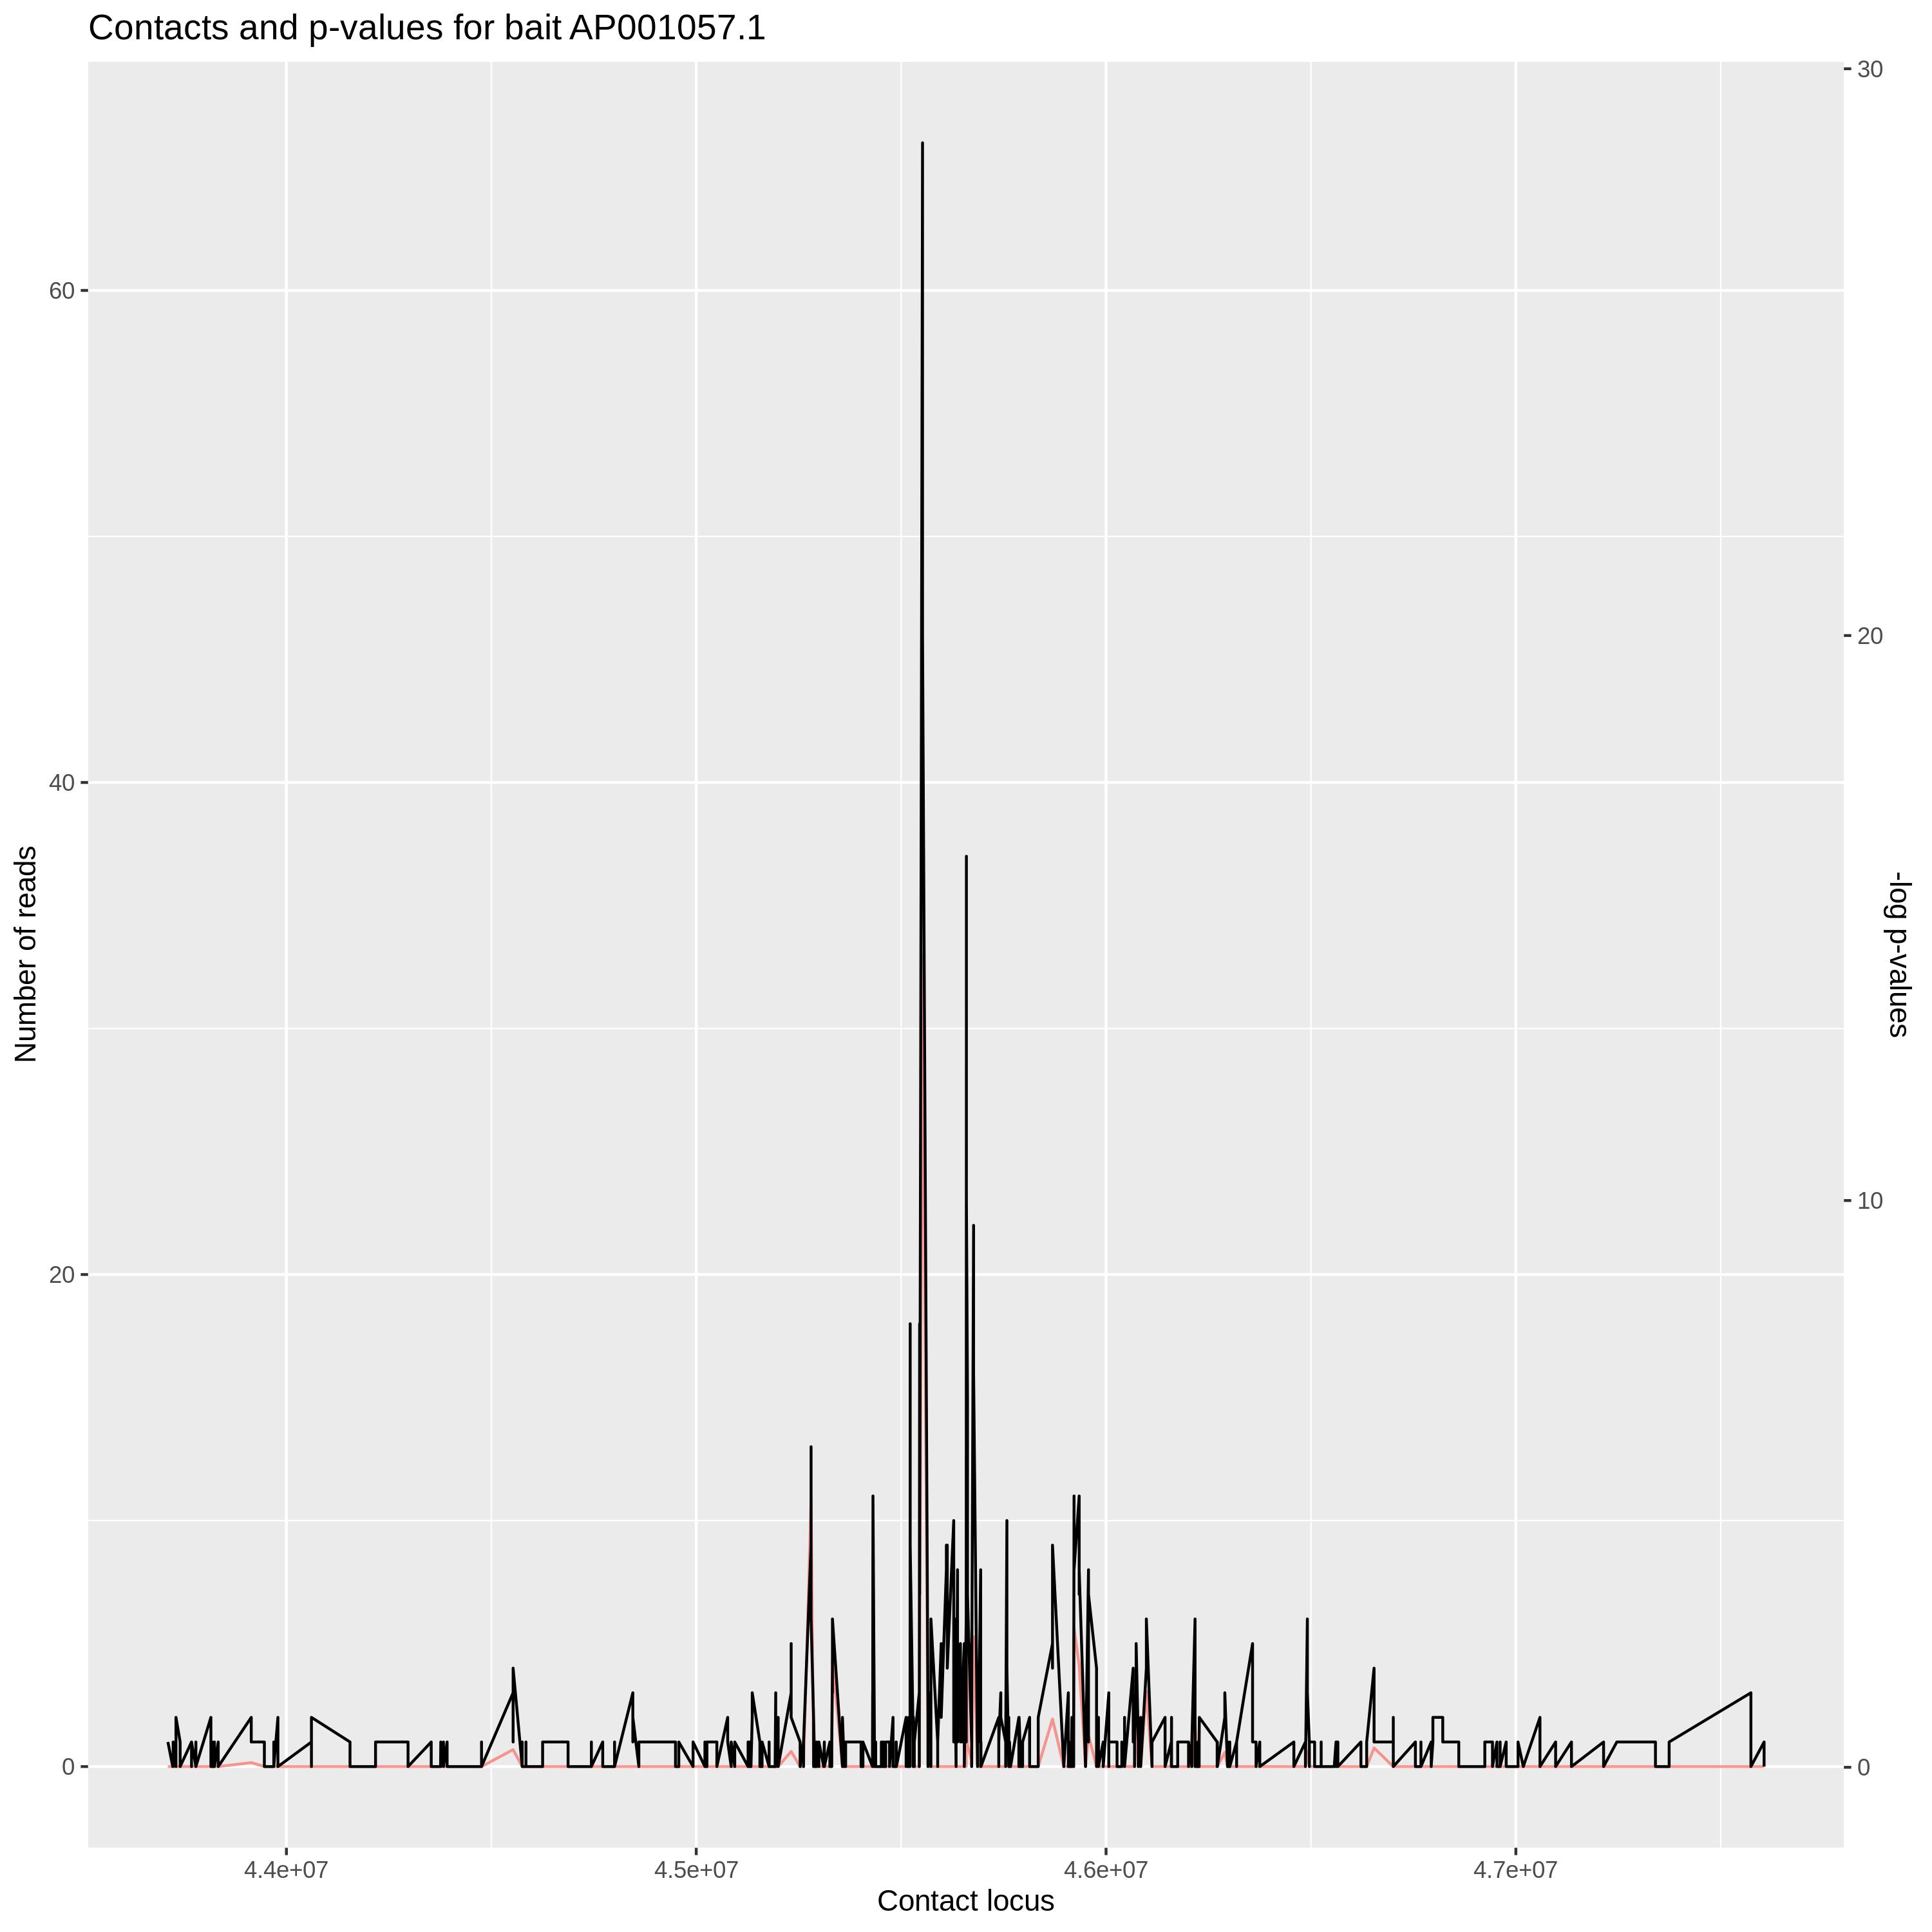 Contacts and p-values for bait AP001057.1
30
60
20
40
Number of reads
-log p-values
10
20
0
0
4.4e+07
4.5e+07
4.6e+07
4.7e+07
Contact locus